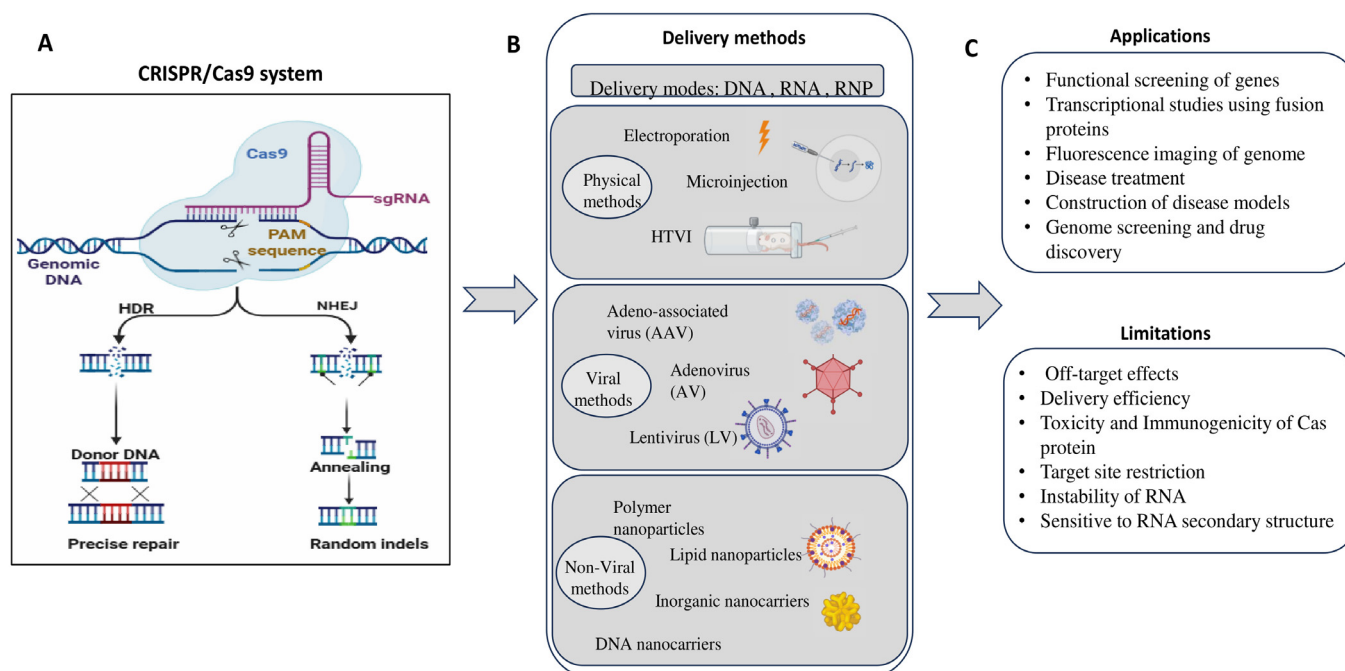 A
CRISPR/Cas9 system
Cas9
sgRNA
PAM
sequence
Genomic
DNA
HDR
NHEJ
Donor DNA
Annealing
Precise repair
Random indels
B
Delivery methods
Delivery modes: DNA , RNA , RNP
Electroporation
Physical
methods
Microinjection
HTVI
Adeno-associated
virus (AAV)
Viral
methods
Adenovirus
(AV)
Lentivirus (LV)
Polymer
nanoparticles
Lipid nanoparticles
Non-Viral
methods
Inorganic nanocarriers
DNA nanocarriers
C
Applications
• Functional screening of genes
• Transcriptional studies using fusion
proteins
• Fluorescence imaging of genome
• Disease treatment
• Construction of disease models
• Genome screening and drug
discovery
Limitations
• Off-target effects
• Delivery efficiency
• Toxicity and Immunogenicity of Cas
protein
• Target site restriction
• Instability of RNA
• Sensitive to RNA secondary structure